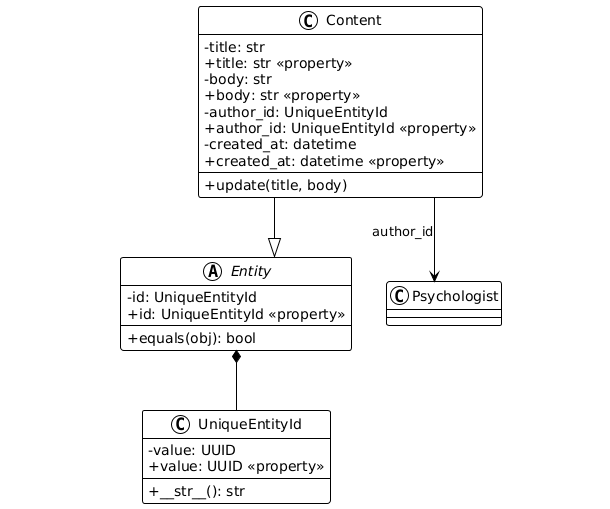 C Content
-title: str
+title: str «property»
-body: str
+body: str «property»
-author_id: UniqueEntityId
+author_id: UniqueEntityId «property»
-created_at: datetime
+created_at: datetime «property»
+update(title, body)
author_id
A Entity
-id: UniqueEntityId
+id: UniqueEntityId «property»
+equals(obj): bool
C Psychologist
C UniqueEntityId
-value: UUID
+value: UUID «property»
+__str__(): str